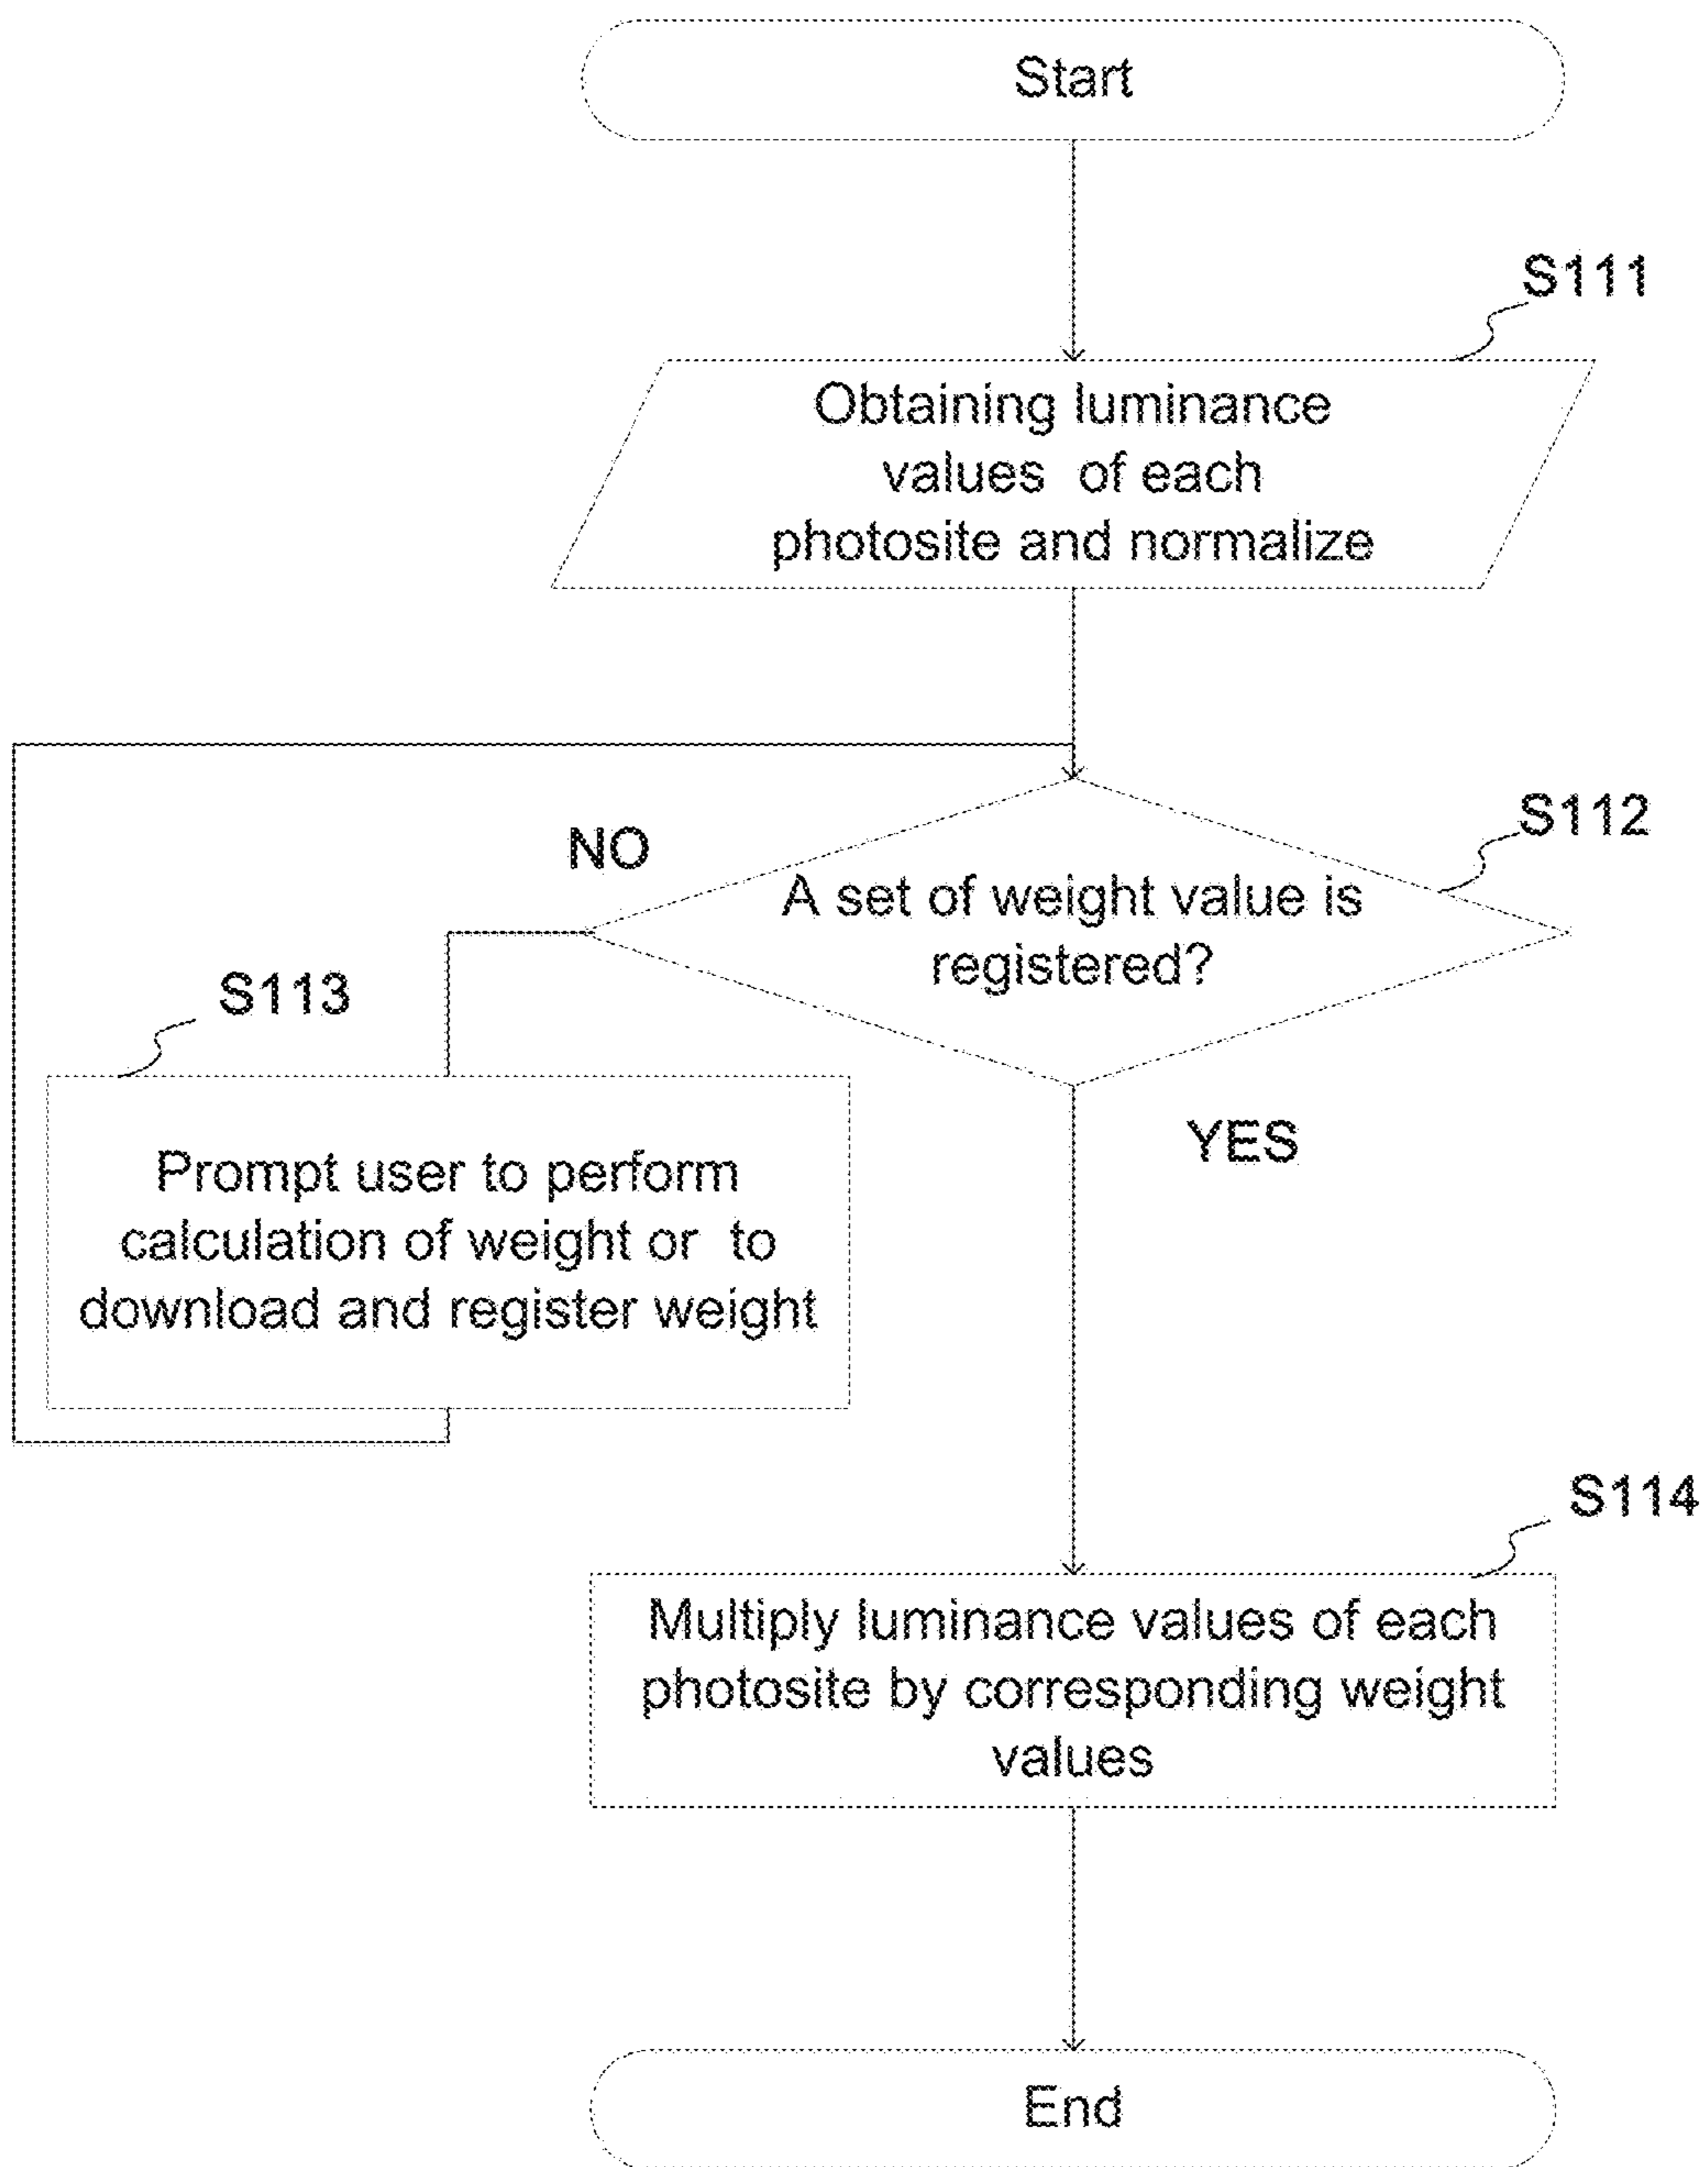 Start
S111
Obtaining luminance
values of each
photosite and normalize
NO
S112
A set of weight value is
registered?
S113
YES
Prompt user to perform
calculation of weight or to
download and register weight
S114
Multiply luminance values of each
photosite by corresponding weight
values
End